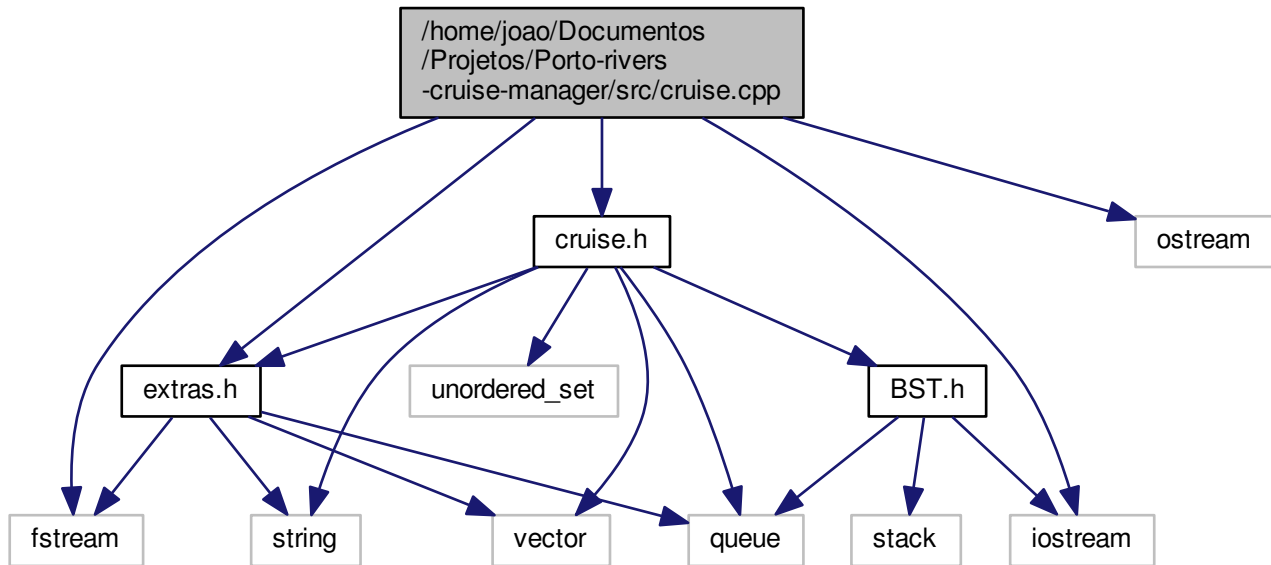 /home/joao/Documentos
/Projetos/Porto-rivers
-cruise-manager/src/cruise.cpp
cruise.h
ostream
extras.h
unordered_set
BST.h
fstream
string
vector
queue
stack
iostream